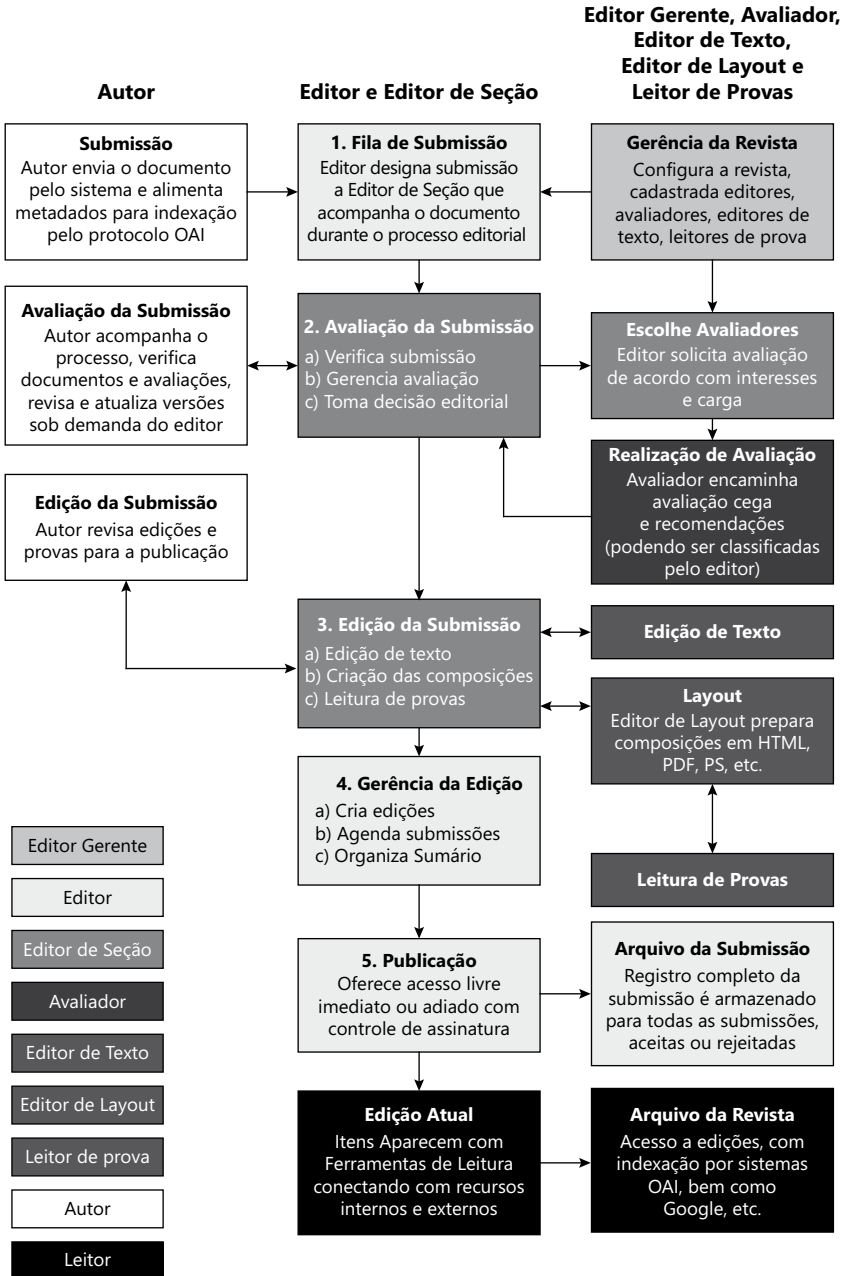 Autor
Editor e Editor de Seção
Editor Gerente, Avaliador,
Editor de Texto,
Editor de Layout e
Leitor de Provas
Submissão
Autor envia o documento
pelo sistema e alimenta
metadados para indexação
pelo protocolo OAI
1. Fila de Submissão
Editor designa submissão
a Editor de Seção que
acompanha o documento
durante o processo editorial
Gerência da Revista
Configura a revista,
cadastrada editores,
avaliadores, editores de
texto, leitores de prova
Avaliação da Submissão
Autor acompanha o
processo, verifica
documentos e avaliações,
revisa e atualiza versões
sob demanda do editor
2. Avaliação da Submissão
a) Verifica submissão
b) Gerencia avaliação
c) Toma decisão editorial
Escolhe Avaliadores
Editor solicita avaliação
de acordo com interesses
e carga
Realização de Avaliação
Avaliador encaminha
avaliação cega
e recomendações
(podendo ser classificadas
pelo editor)
Edição da Submissão
Autor revisa edições e
provas para a publicação
3. Edição da Submissão
a) Edição de texto
b) Criação das composições
c) Leitura de provas
Edição de Texto
Layout
Editor de Layout prepara
composições em HTML,
PDF, PS, etc.
Leitura de Provas
4. Gerência da Edição
a) Cria edições
b) Agenda submissões
c) Organiza Sumário
5. Publicação
Oferece acesso livre
imediato ou adiado com
controle de assinatura
Arquivo da Submissão
Registro completo da
submissão é armazenado
para todas as submissões,
aceitas ou rejeitadas
Edição Atual
Itens Aparecem com
Ferramentas de Leitura
conectando com recursos
internos e externos
Arquivo da Revista
Acesso a edições, com
indexação por sistemas
OAI, bem como
Google, etc.
Editor Gerente
Editor
Editor de Seção
Avaliador
Editor de Texto
Editor de Layout
Leitor de prova
Autor
Leitor